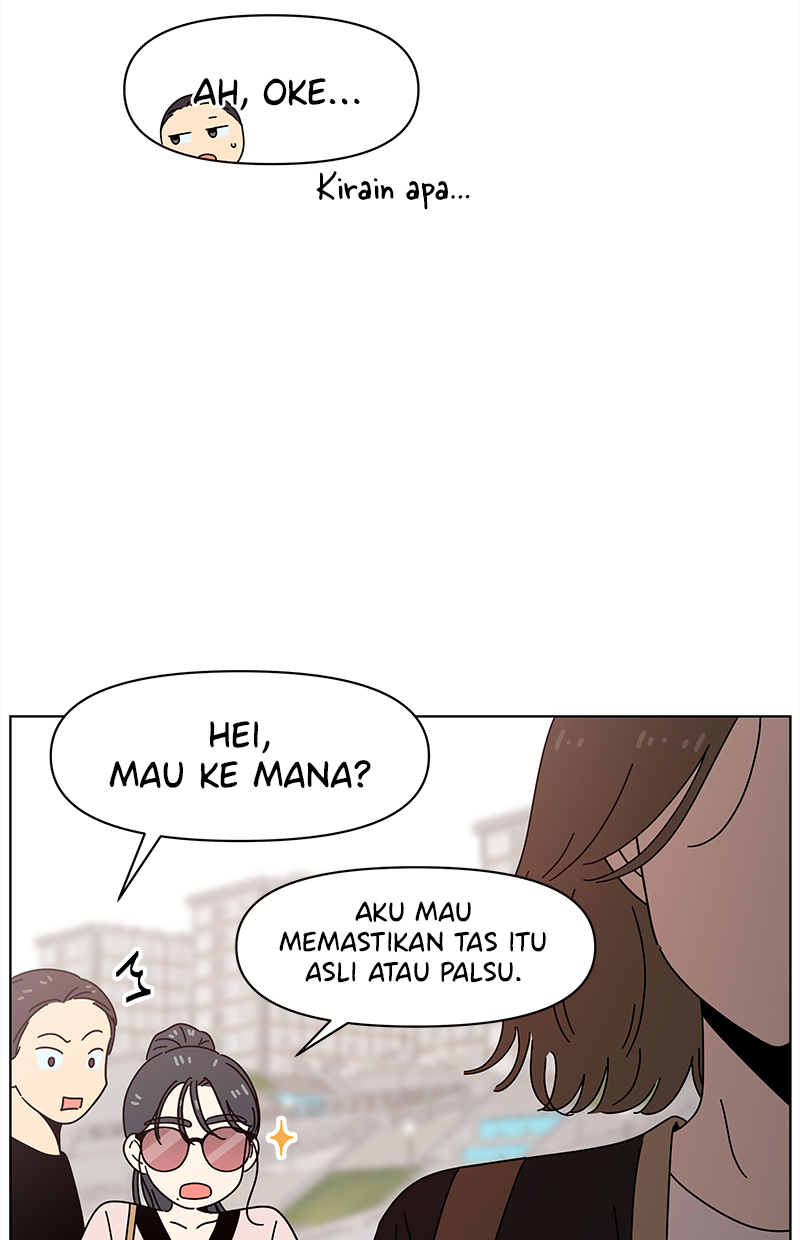 AH, OKE...
Kirain apa...
HEI,
MAU KE MANA?
AKU MAU
MEMASTIKAN TAS ITU
ASLI ATAU PALSU.